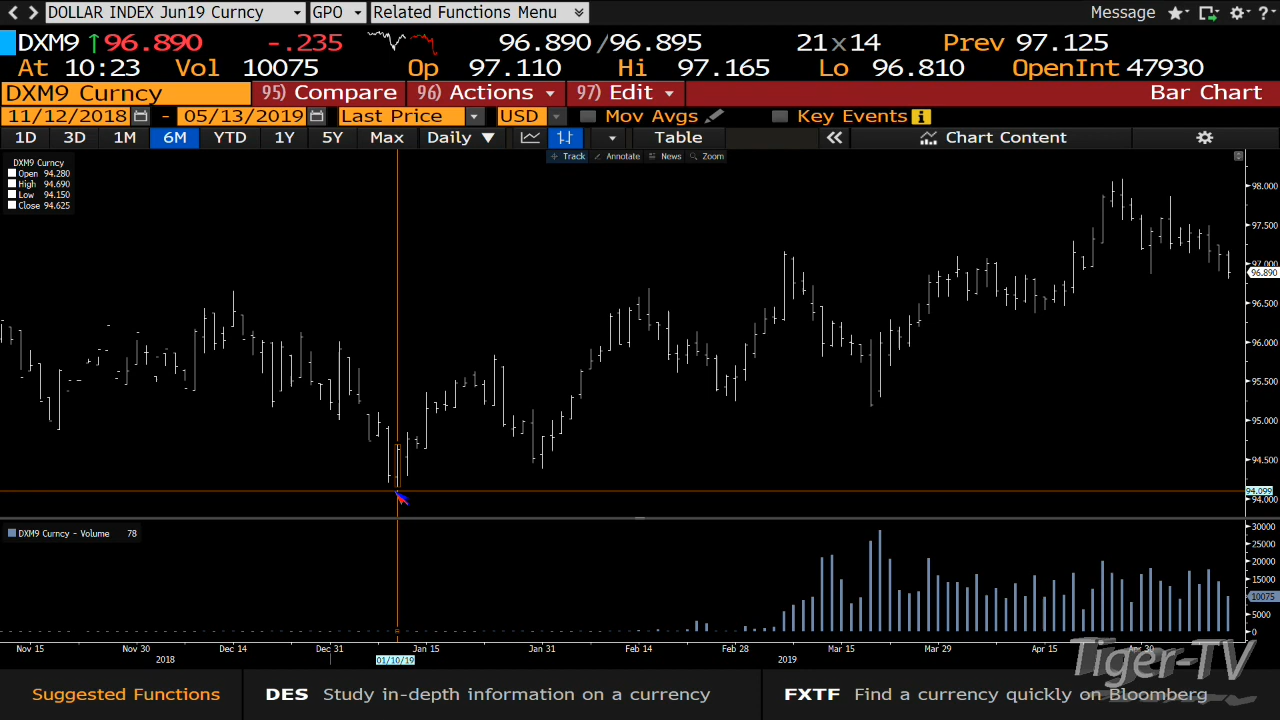 DOLLAR INDEX Jun19 Curncy GPO Related Functions Menu Message ?
DXM9 ↑96.890 -.235 96.890/96.895 21x14 Prev 97.125
At 10:23 Vol 10075 Op 97.110 Hi 97.165 Lo 96.810 OpenInt 47930
DXM9 Curncy 95) Compare 96) Actions 97) Edit Bar Chart
11/12/2018 - 05/13/2019 Last Price USD Mov Avgs Key Events i
1D 3D 1M 6M YTD 1Y 5Y Max Daily ▼ Table « Chart Content
Track Annotate News Zoom
DXM9 Curncy
Open 94.280
High 94.690
Low 94.150
Close 94.625
98.000
97.500
97.000
96.890
96.500
96.000
95.500
95.000
94.500
94.099
94.000
DXM9 Curncy - Volume 78
30000
25000
20000
15000
10075
5000
0
Nov 15 Nov 30 Dec 14 Dec 31 Jan 15 Jan 31 Feb 14 Feb 28 Mar 15 Mar 29 Apr 15 Apr 30
2018 01/10/19 2019
Tiger-TV
Suggested Functions DES Study in-depth information on a currency FXTF Find a currency quickly on Bloomberg